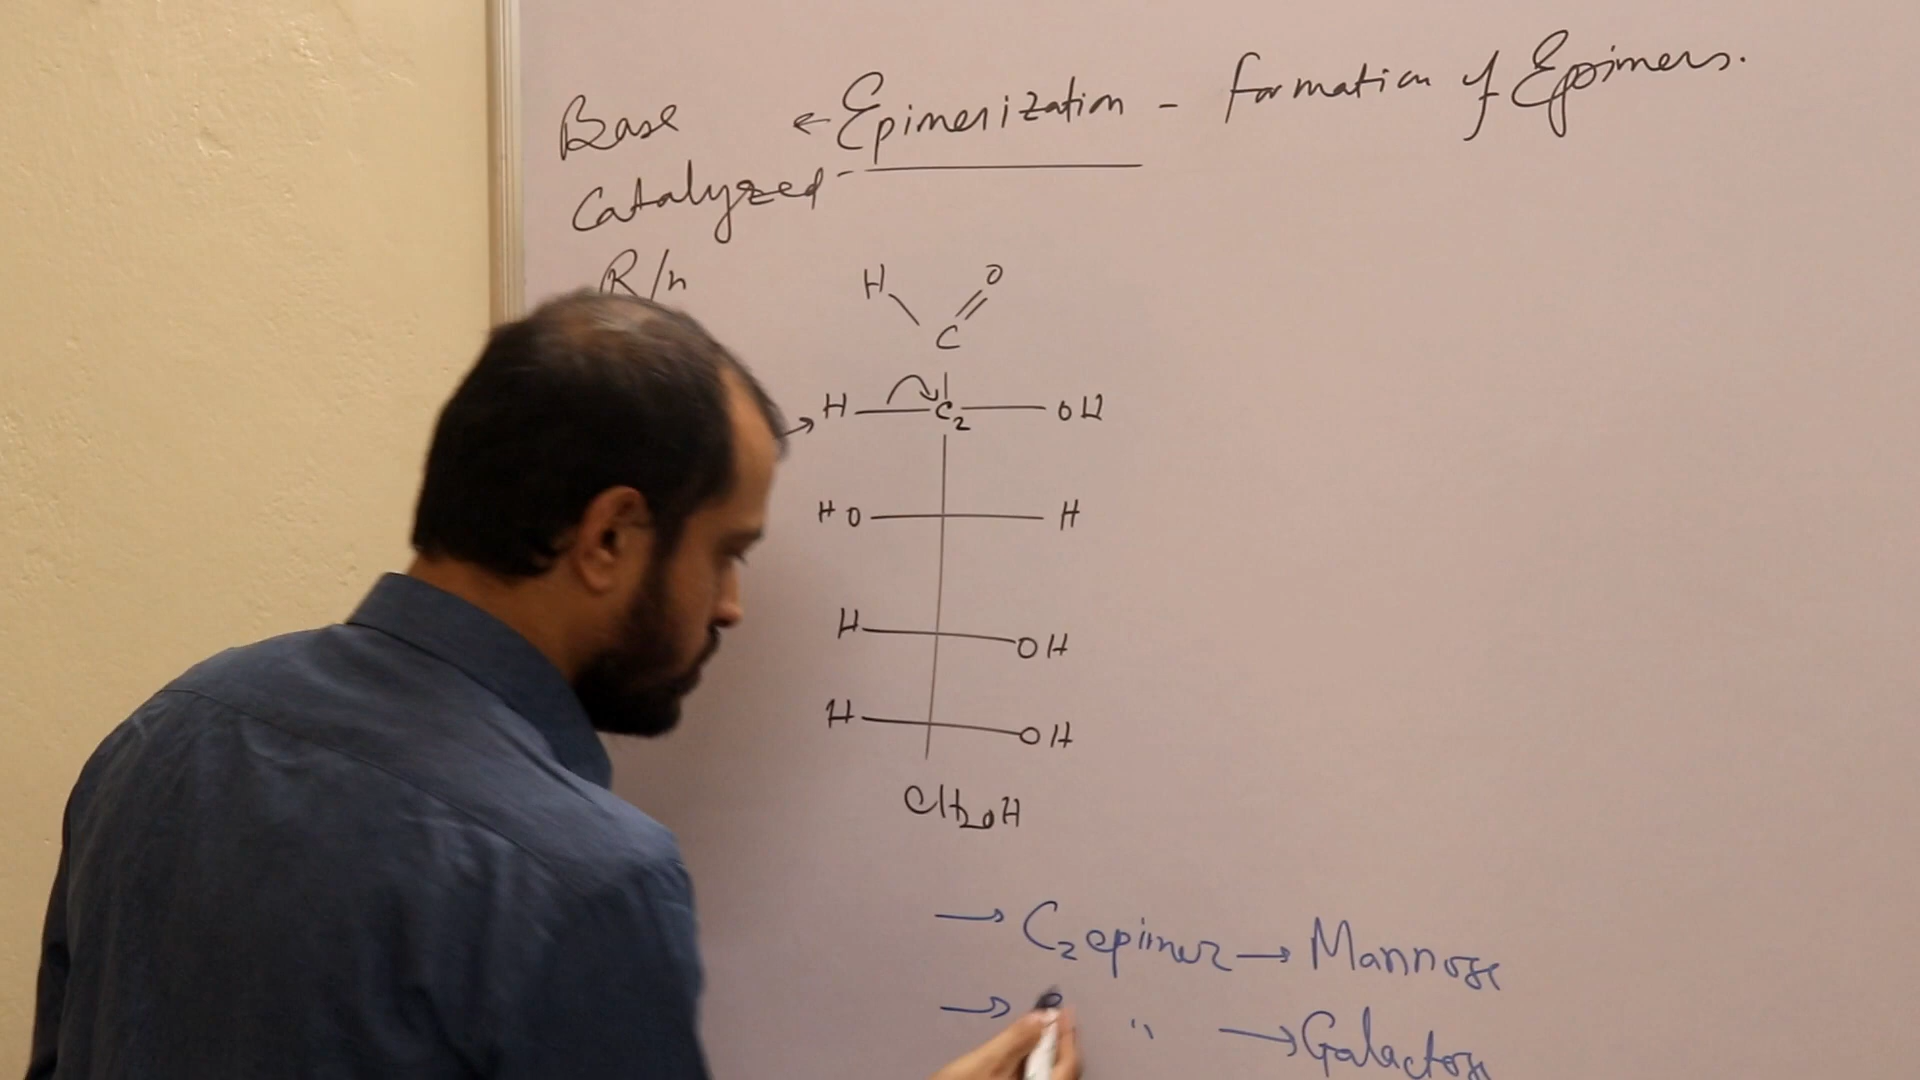 Base ← Epimerization - formation of Epimers.
Catalyzed -
R/n
H O
C
→ H C2 OH
HO H
H OH
H OH
CH2OH
→ C2 epimer → Mannose
→ " → Galactose